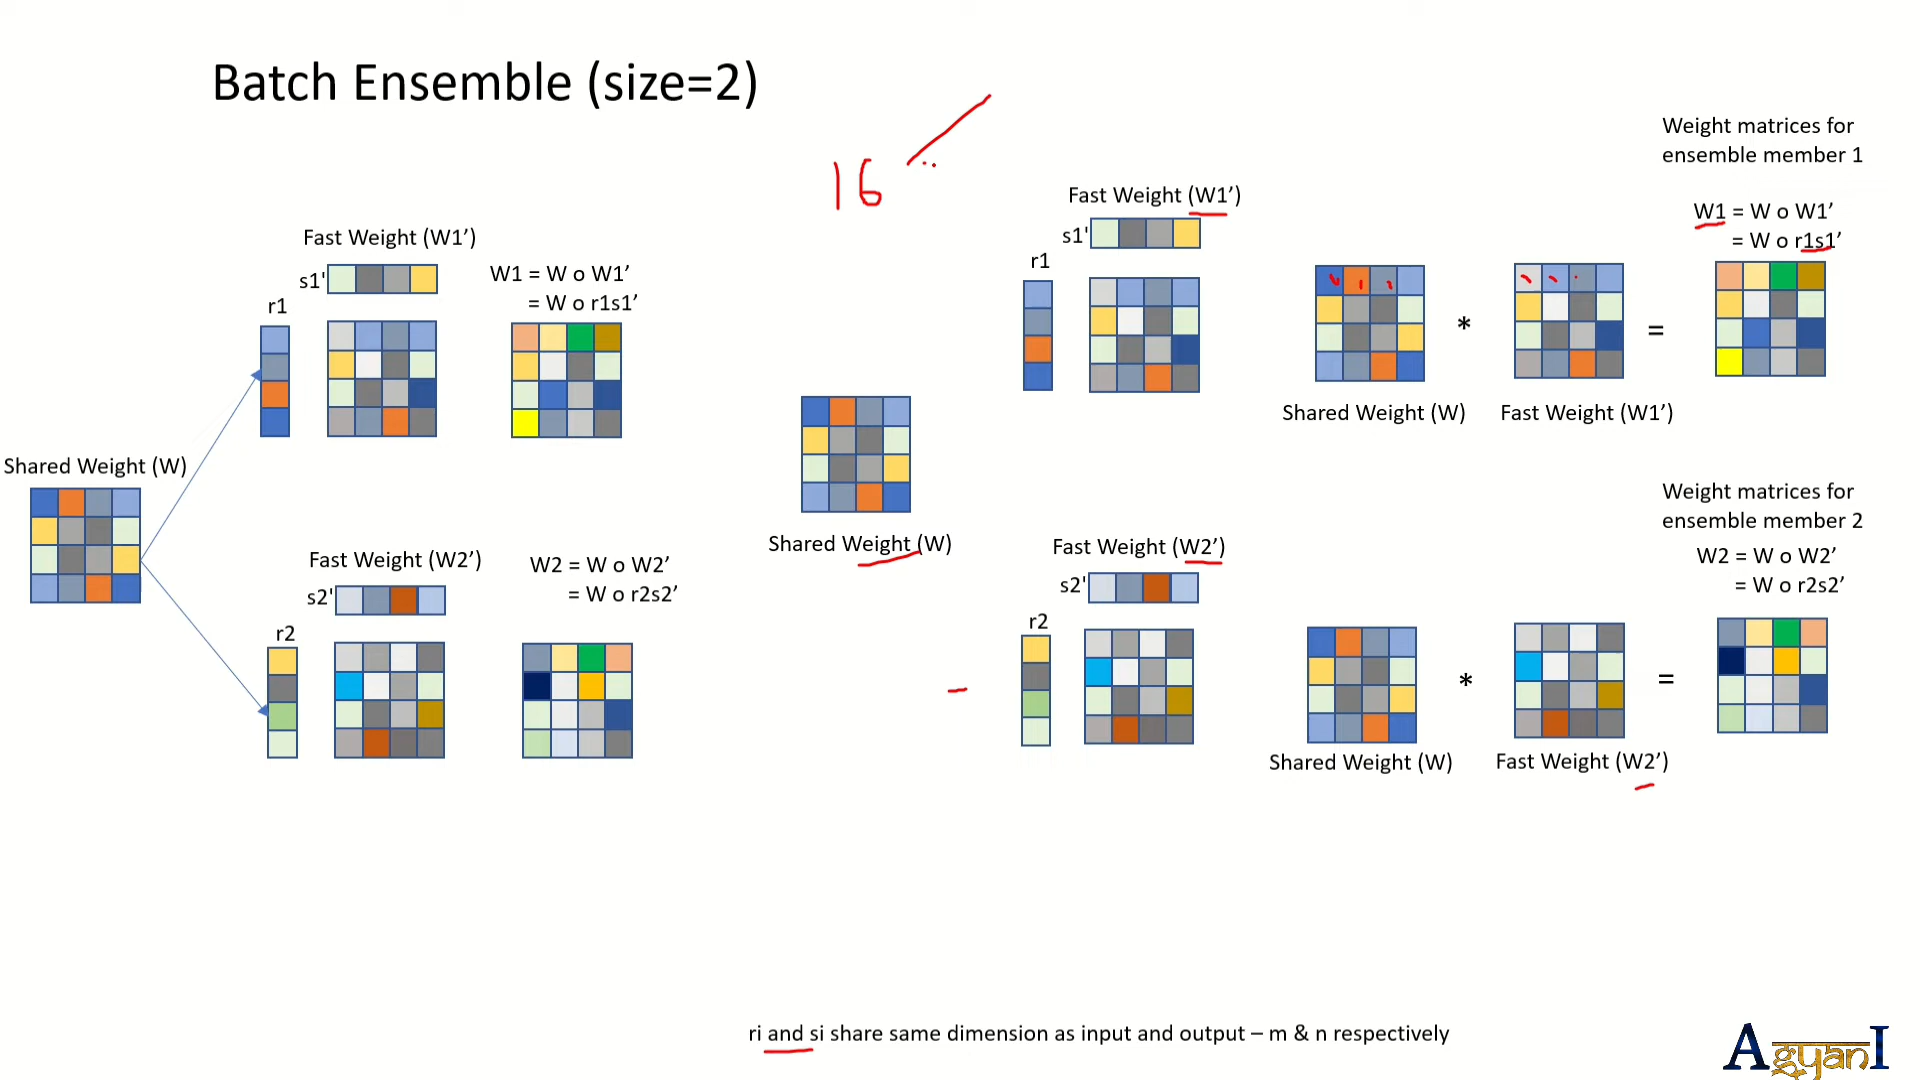 Batch Ensemble (size=2)
16
Fast Weight (W1’)
s1'
r1
W1 = W o W1’
= W o r1s1’
Shared Weight (W)
Fast Weight (W2’)
s2'
r2
W2 = W o W2’
= W o r2s2’
Shared Weight (W)
Fast Weight (W1’)
s1'
r1
Shared Weight (W)
*
Fast Weight (W1’)
=
Weight matrices for
ensemble member 1
W1 = W o W1’
= W o r1s1’
Fast Weight (W2’)
s2'
r2
Shared Weight (W)
*
Fast Weight (W2’)
=
Weight matrices for
ensemble member 2
W2 = W o W2’
= W o r2s2’
ri and si share same dimension as input and output – m & n respectively
AgyanI